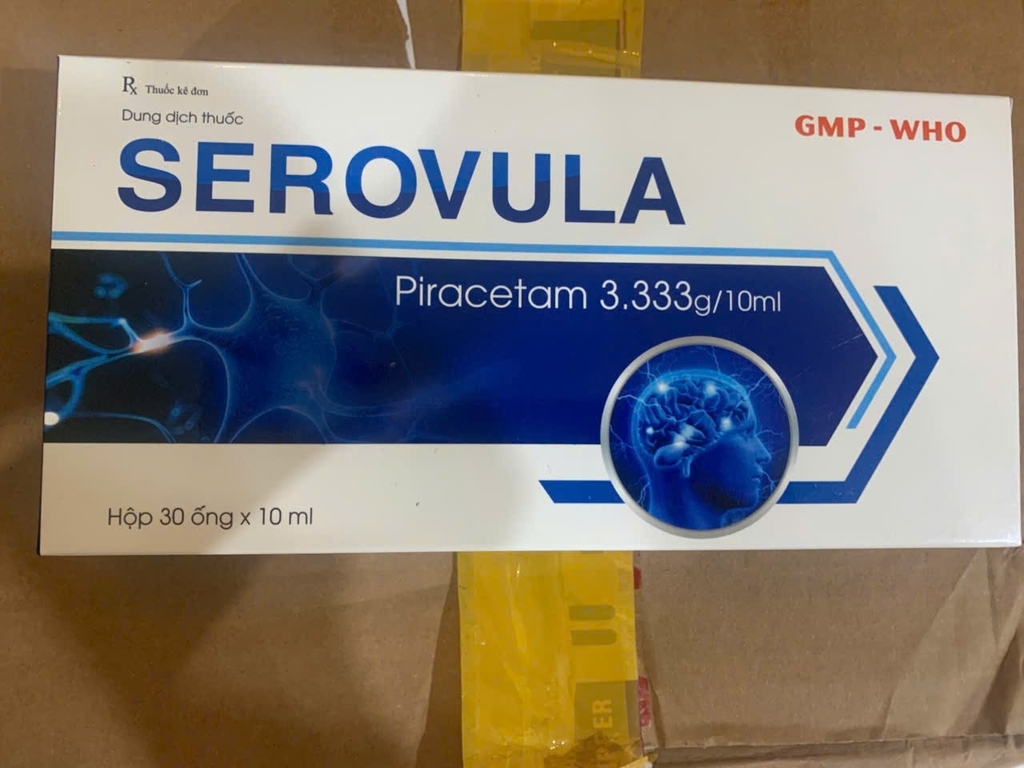 Rx Thuốc kê đơn
Dung dịch thuốc
GMP - WHO
SEROVULA
Piracetam 3.333g/10ml
Hộp 30 ống x 10 ml
ER